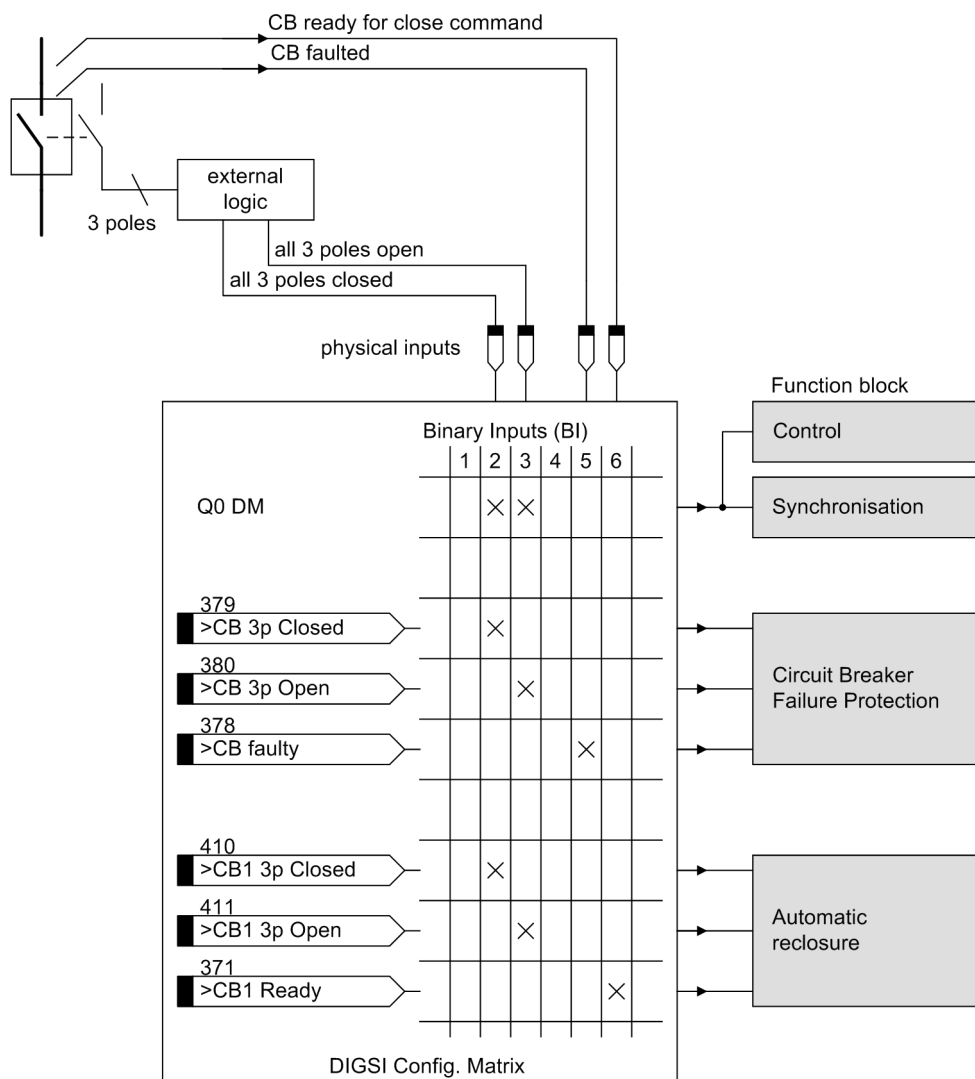 CB ready for close command
CB faulted
external
logic
3 poles
all 3 poles open
all 3 poles closed
physical inputs
Function block
Binary Inputs (BI)
Control
1 2 3 4 5 6
Q0 DM
Synchronisation
379
>CB 3p Closed
380
>CB 3p Open
Circuit Breaker
Failure Protection
378
>CB faulty
410
>CB1 3p Closed
411
>CB1 3p Open
Automatic
reclosure
371
>CB1 Ready
DIGSI Config. Matrix